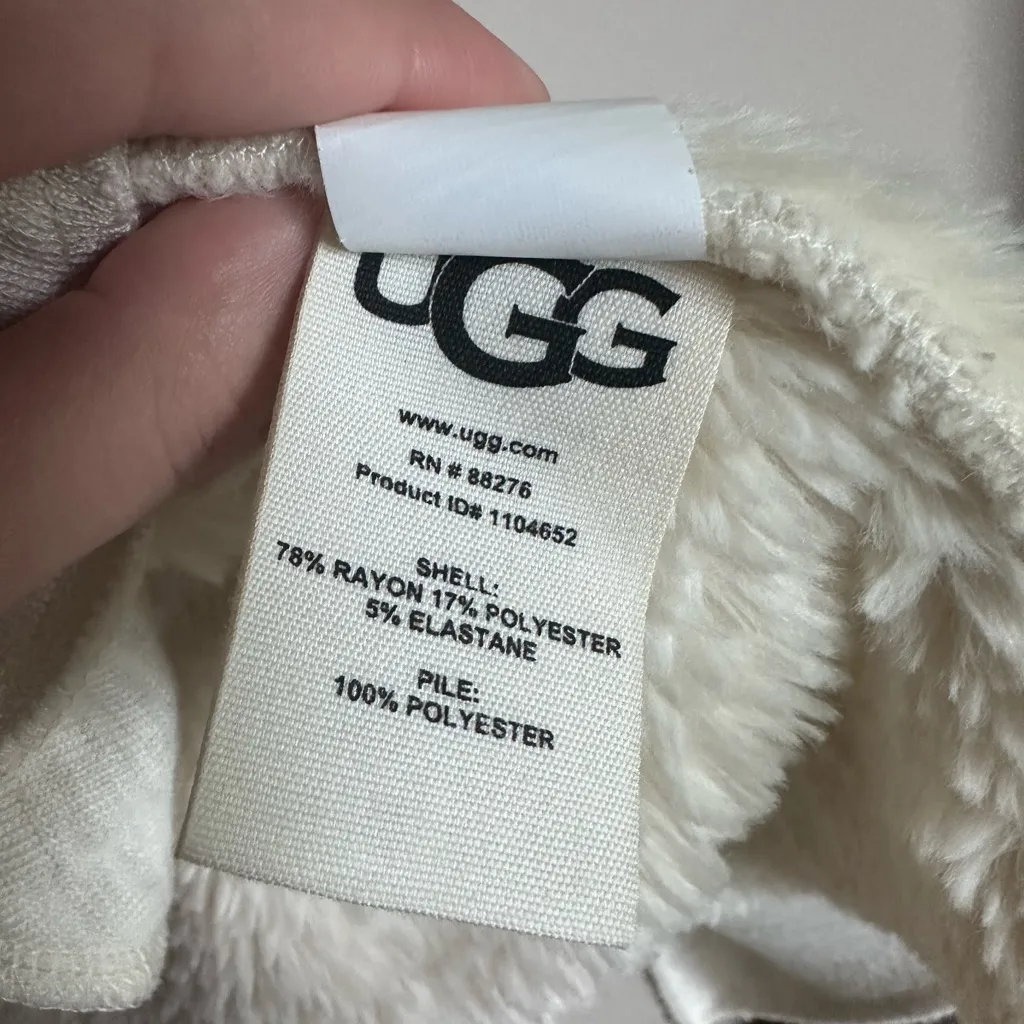 UGG
www.ugg.com
RN # 88276
Product ID# 1104652
SHELL:
78% RAYON 17% POLYESTER
5% ELASTANE
PILE:
100% POLYESTER